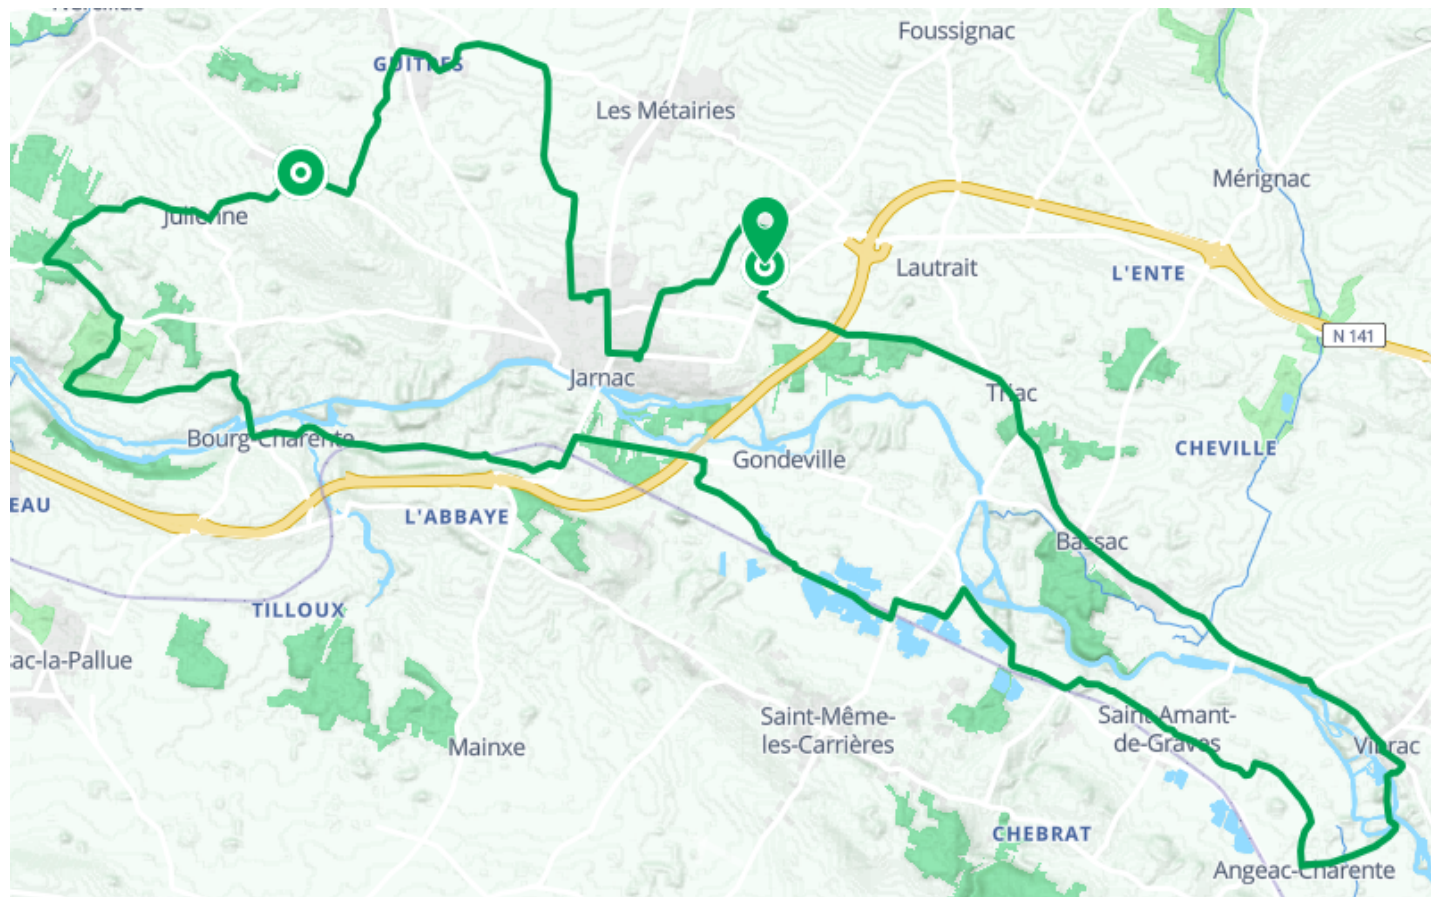 Foussignac
GUITRES
Les Métairies
Mérignac
Julienne
Lautrait
L'ENTE
N 141
Jarnac
Triac
Bourg-Charente
CHEVILLE
Gondeville
EAU
L'ABBAYE
Bassac
TILLOUX
ac-la-Pallue
Saint-Même-
les-Carrières
Saint-Amant-
de-Graves
Mainxe
Vibrac
CHEBRAT
Angeac-Charente